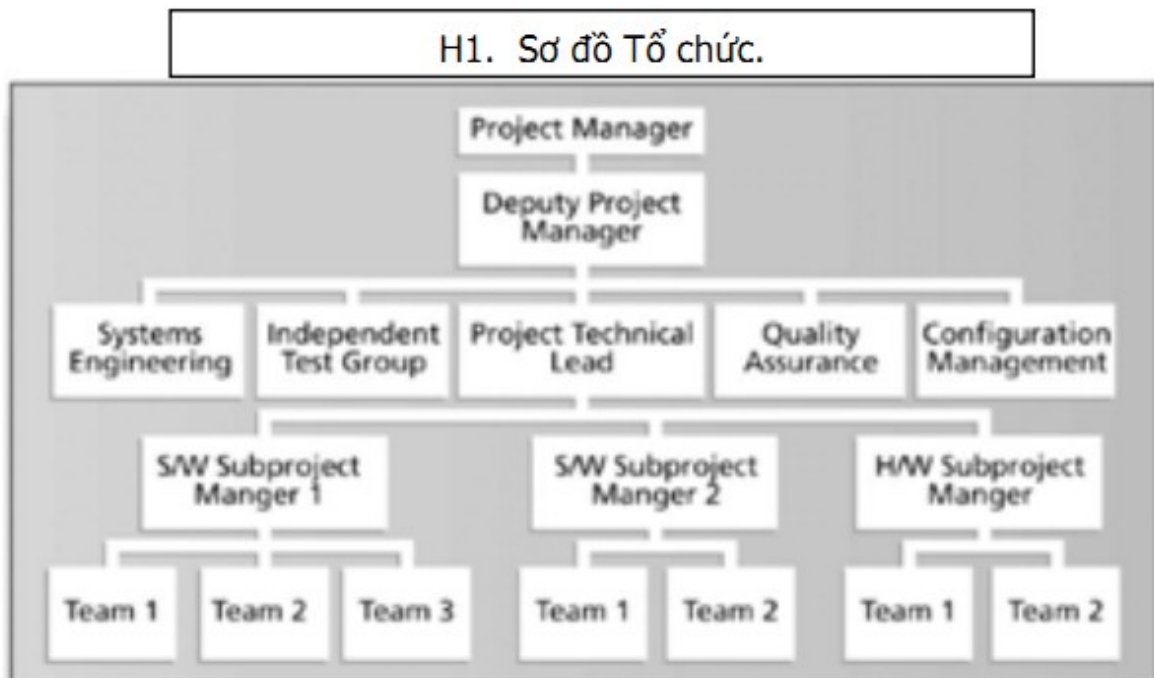 H1. Sơ đồ Tổ chức.
Project Manager
Deputy Project
Manager
Systems
Engineering
Independent
Test Group
Project Technical
Lead
Quality
Assurance
Configuration
Management
S/W Subproject
Manger 1
S/W Subproject
Manger 2
H/W Subproject
Manger
Team 1
Team 2
Team 3
Team 1
Team 2
Team 1
Team 2